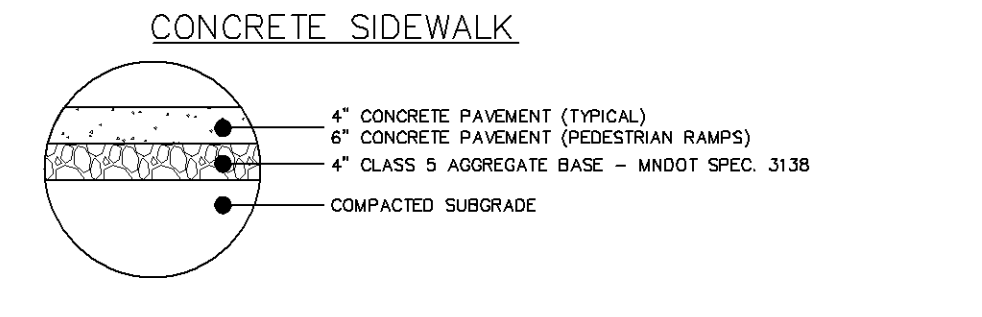 CONCRETE SIDEWALK
4" CONCRETE PAVEMENT (TYPICAL)
6" CONCRETE PAVEMENT (PEDESTRIAN RAMPS)
4" CLASS 5 AGGREGATE BASE - MNDOT SPEC. 3138
COMPACTED SUBGRADE